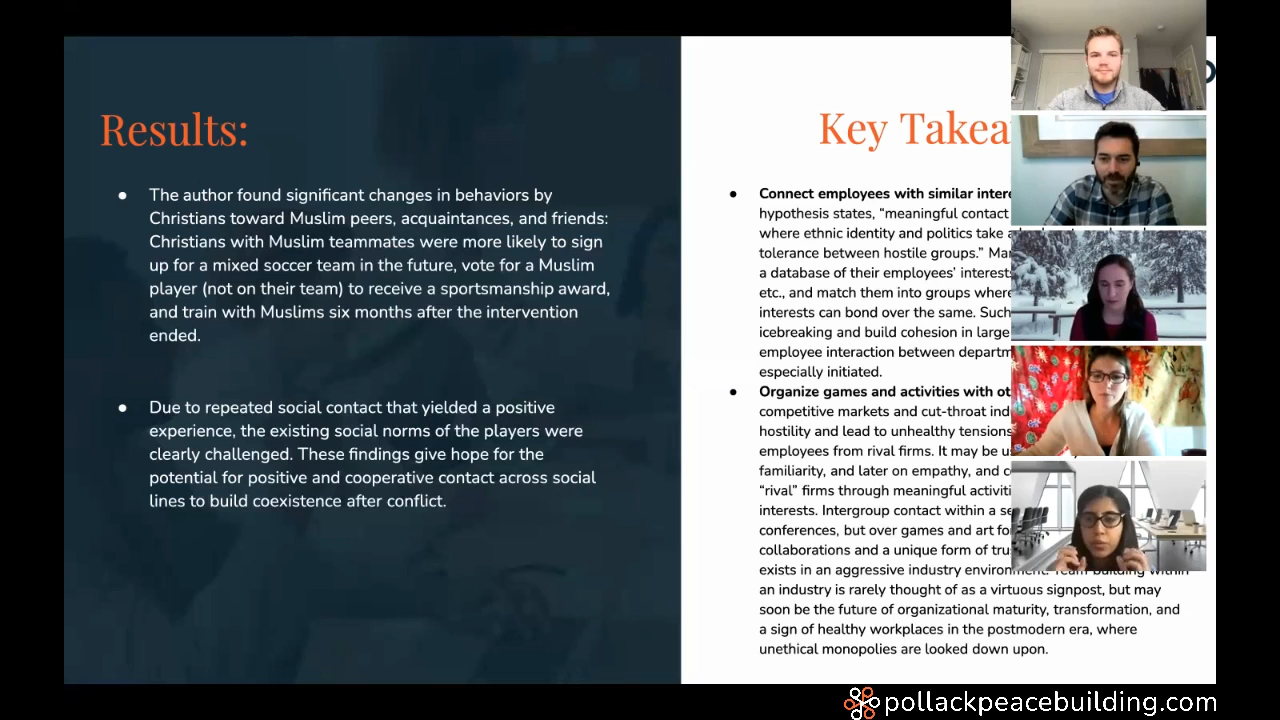 Results:
● The author found significant changes in behaviors by
Christians toward Muslim peers, acquaintances, and friends:
Christians with Muslim teammates were more likely to sign
up for a mixed soccer team in the future, vote for a Muslim
player (not on their team) to receive a sportsmanship award,
and train with Muslims six months after the intervention
ended.
● Due to repeated social contact that yielded a positive
experience, the existing social norms of the players were
clearly challenged. These findings give hope for the
potential for positive and cooperative contact across social
lines to build coexistence after conflict.
Key
● Connect employees with similar
hypothesis states, “meaningful contact
where ethnic identity and politics take
tolerance between hostile groups.”
a database of their employees’
etc., and match them into groups
interests can bond over the same. Such
icebreaking and build cohesion in
employee interaction between
especially initiated.
● Organize games and activities with
competitive markets and cut-throat
hostility and lead to unhealthy tensions
employees from rival firms. It may be
familiarity, and later on empathy, and
“rival” firms through meaningful
interests. Intergroup contact within a
conferences, but over games and art
collaborations and a unique form of
exists in an aggressive industry environment. Team-building within
an industry is rarely thought of as a virtuous signpost, but may
soon be the future of organizational maturity, transformation, and
a sign of healthy workplaces in the postmodern era, where
unethical monopolies are looked down upon.
pollackpeacebuilding.com